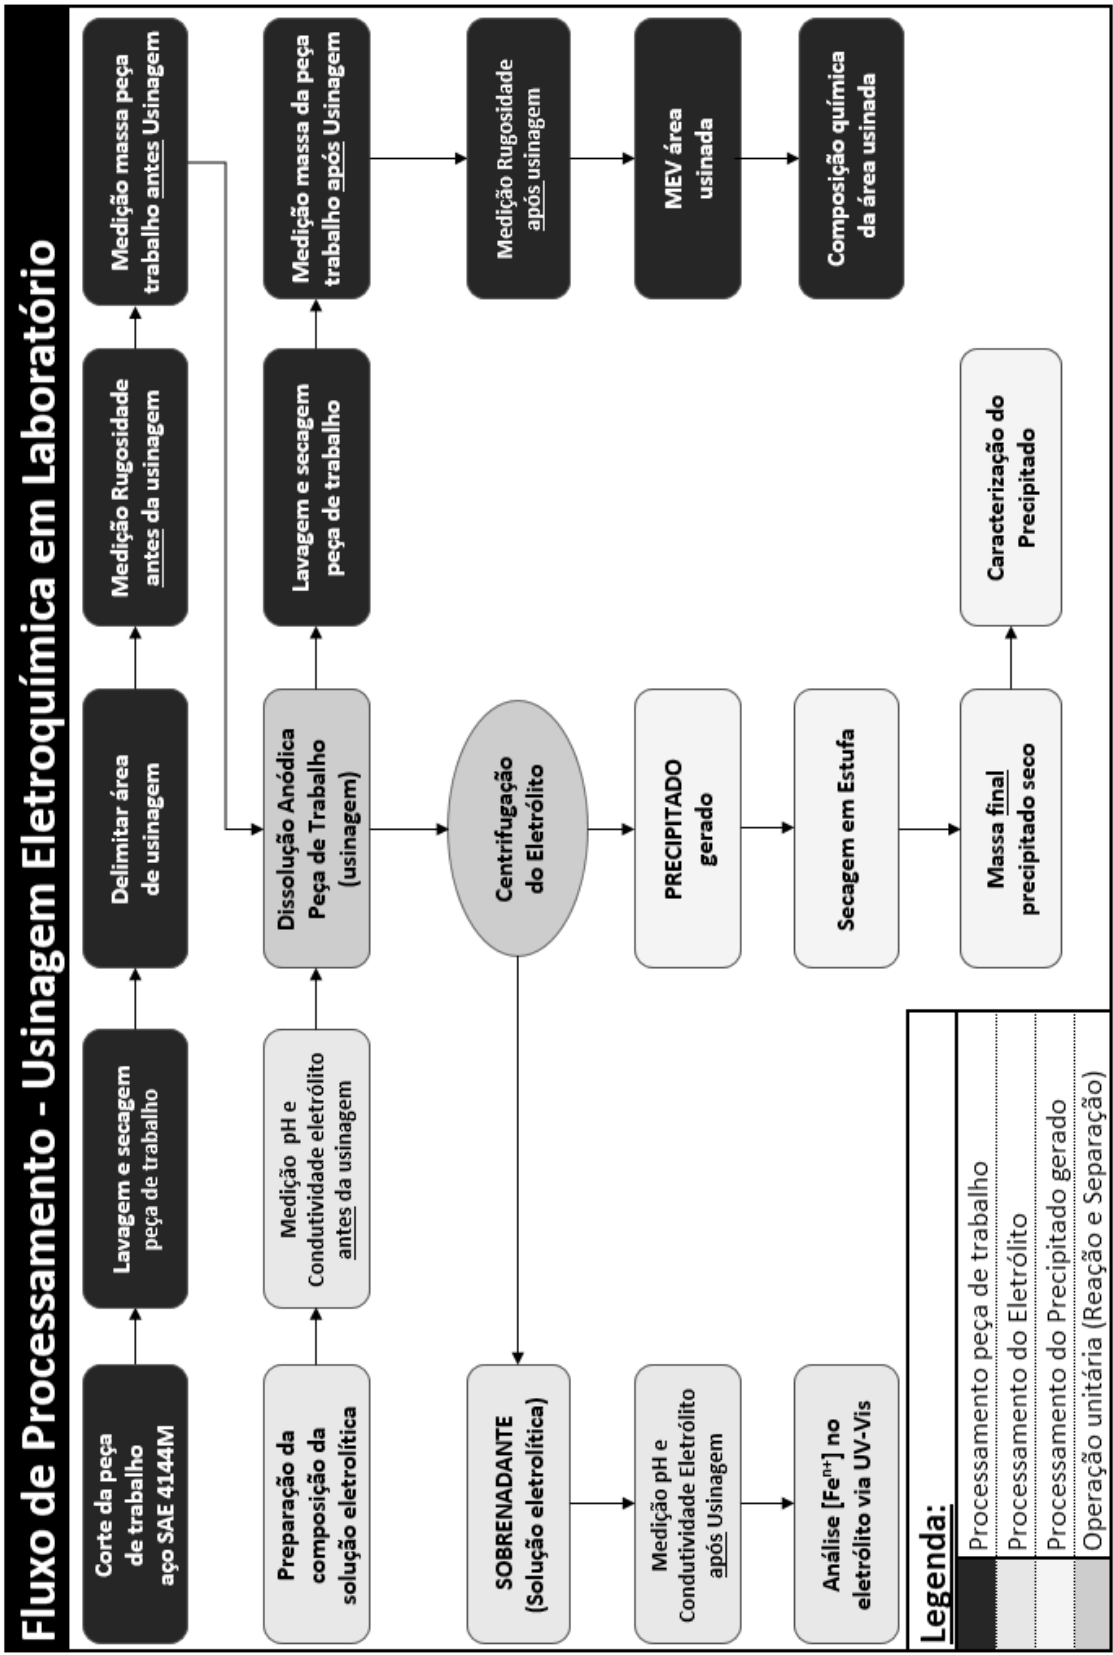 Fluxo de Processamento - Usinagem Eletroquímica em Laboratório
Corte da peça
de trabalho
aço SAE 4144M
Lavagem e secagem
peça de trabalho
Delimitar área
de usinagem
Medição Rugosidade
antes da usinagem
Medição massa peça
trabalho antes Usinagem
Preparação da
composição da
solução eletrolítica
Medição pH e
Condutividade eletrólito
antes da usinagem
Dissolução Anódica
Peça de Trabalho
(usinagem)
Lavagem e secagem
peça de trabalho
Medição massa da peça
trabalho após Usinagem
SOBRENADANTE
(Solução eletrolítica)
Centrifugação
do Eletrólito
Medição Rugosidade
após usinagem
Medição pH e
Condutividade Eletrólito
após Usinagem
PRECIPITADO
gerado
MEV área
usinada
Análise [Feⁿ⁺] no
eletrólito via UV-Vis
Secagem em Estufa
Composição química
da área usinada
Massa final
precipitado seco
Caracterização do
Precipitado
Legenda:
Processamento peça de trabalho
Processamento do Eletrólito
Processamento do Precipitado gerado
Operação unitária (Reação e Separação)